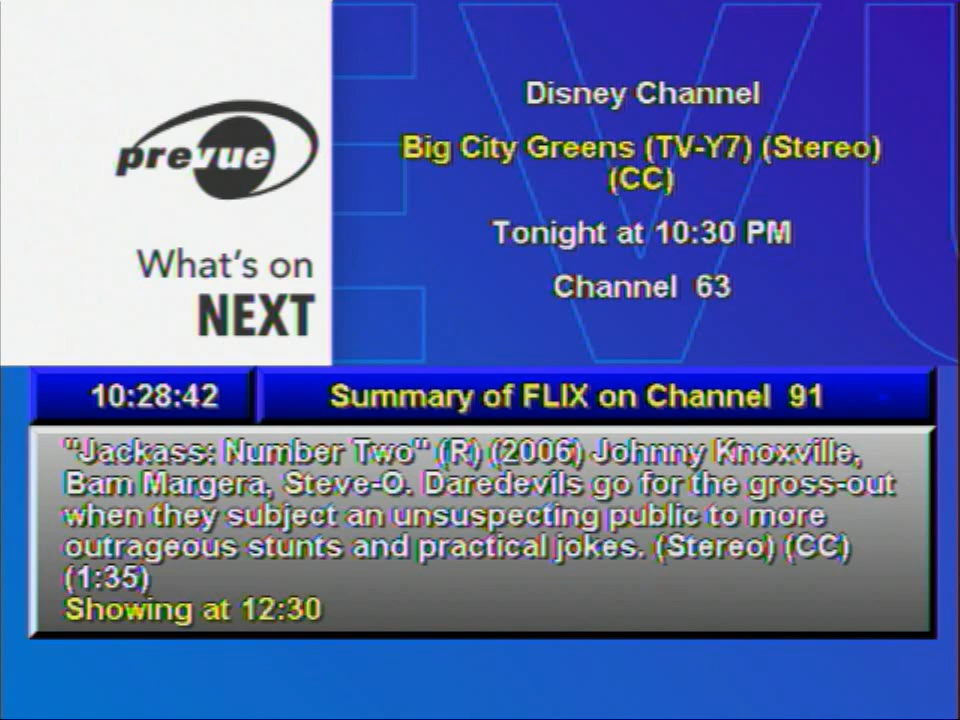 prevue
What's on
NEXT
Disney Channel
Big City Greens (TV-Y7) (Stereo)
(CC)
Tonight at 10:30 PM
Channel 63
10:28:42
Summary of FLIX on Channel 91
"Jackass: Number Two" (R) (2006) Johnny Knoxville,
Bam Margera, Steve-O. Daredevils go for the gross-out
when they subject an unsuspecting public to more
outrageous stunts and practical jokes. (Stereo) (CC)
(1:35)
Showing at 12:30